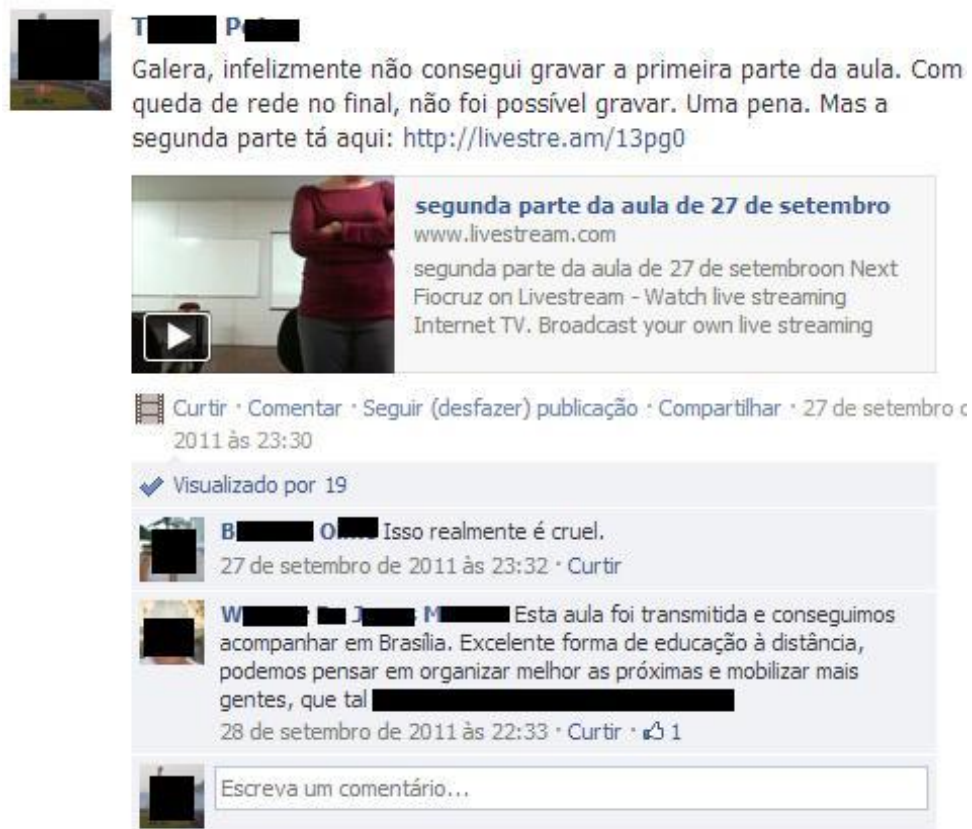 Galera, infelizmente não consegui gravar a primeira parte da aula. Com
queda de rede no final, não foi possível gravar. Uma pena. Mas a
segunda parte tá aqui: http://livestre.am/13pg0
segunda parte da aula de 27 de setembro
www.livestream.com
segunda parte da aula de 27 de setembroon Next
Fiocruz on Livestream - Watch live streaming
Internet TV. Broadcast your own live streaming
Curtir · Comentar · Seguir (desfazer) publicação · Compartilhar · 27 de setembro
2011 às 23:30
Visualizado por 19
Isso realmente é cruel.
27 de setembro de 2011 às 23:32 · Curtir
Esta aula foi transmitida e conseguimos
acompanhar em Brasília. Excelente forma de educação à distância,
podemos pensar em organizar melhor as próximas e mobilizar mais
gentes, que tal
28 de setembro de 2011 às 22:33 · Curtir · 1
Escreva um comentário...